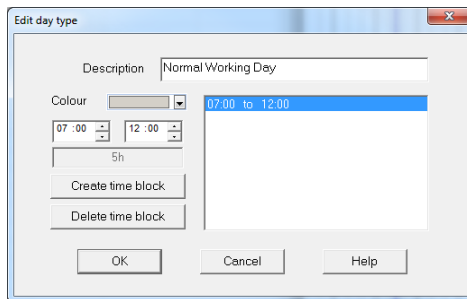 Edit day type
Description Normal Working Day
Colour
07:00 to 12:00
07 :00 12 :00
5h
Create time block
Delete time block
OK Cancel Help